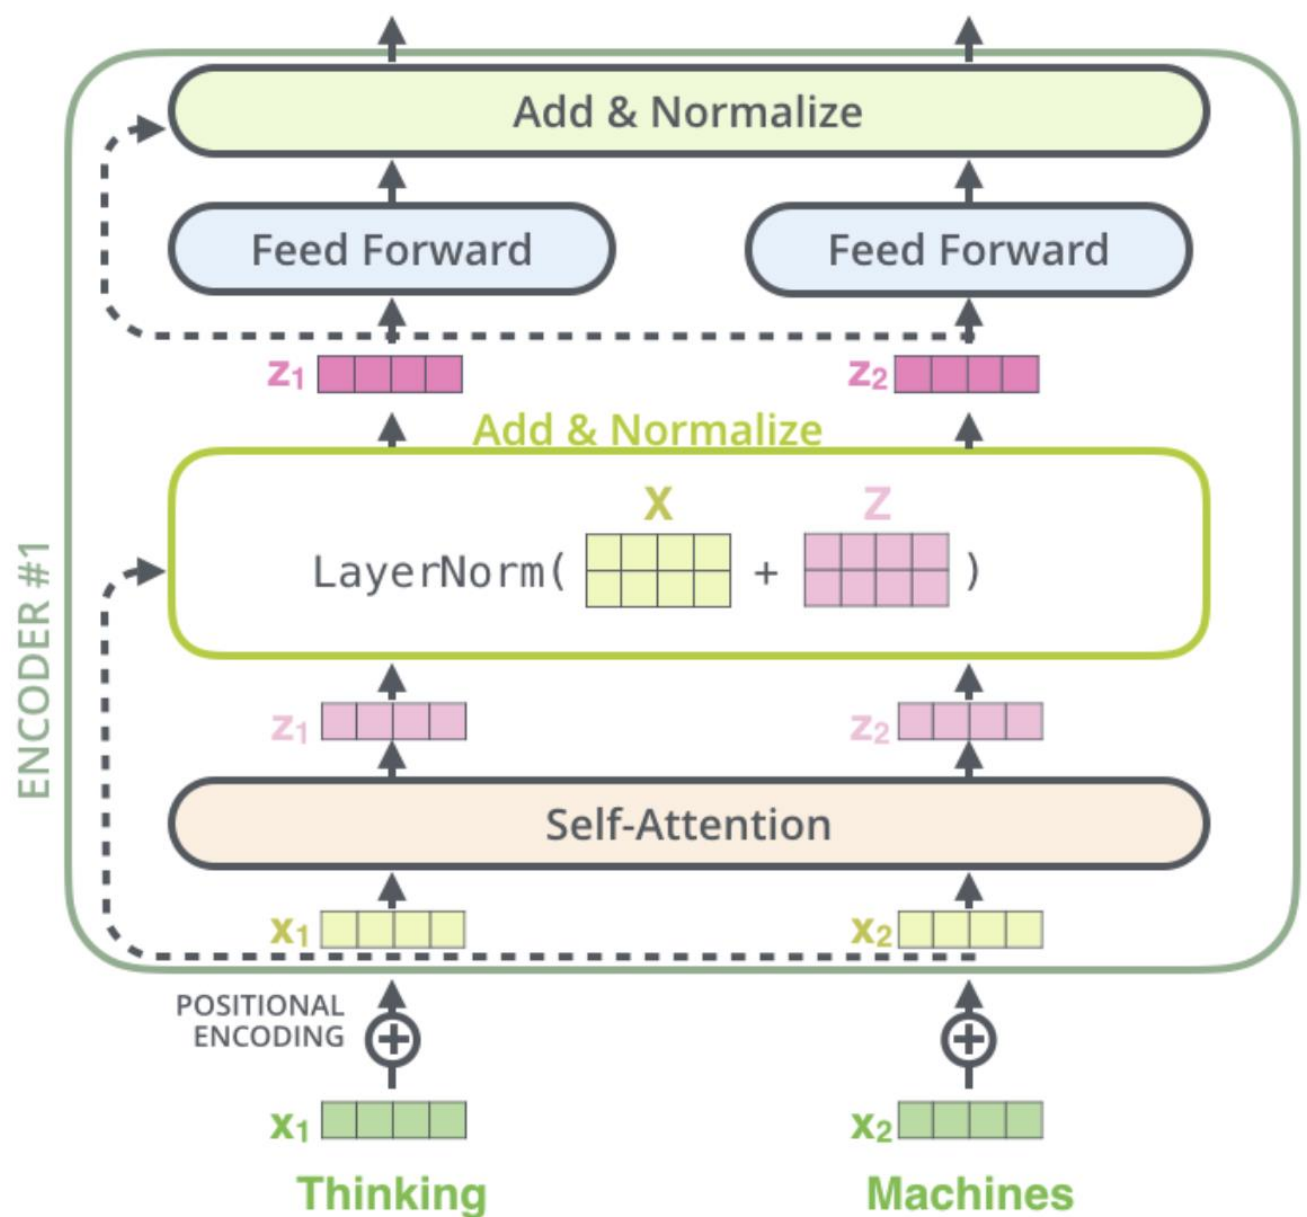 Add & Normalize
Feed Forward Feed Forward
z1 z2
Add & Normalize
X Z
LayerNorm( + )
ENCODER #1
z1 z2
Self-Attention
x1 x2
POSITIONAL
ENCODING
x1 x2
Thinking Machines